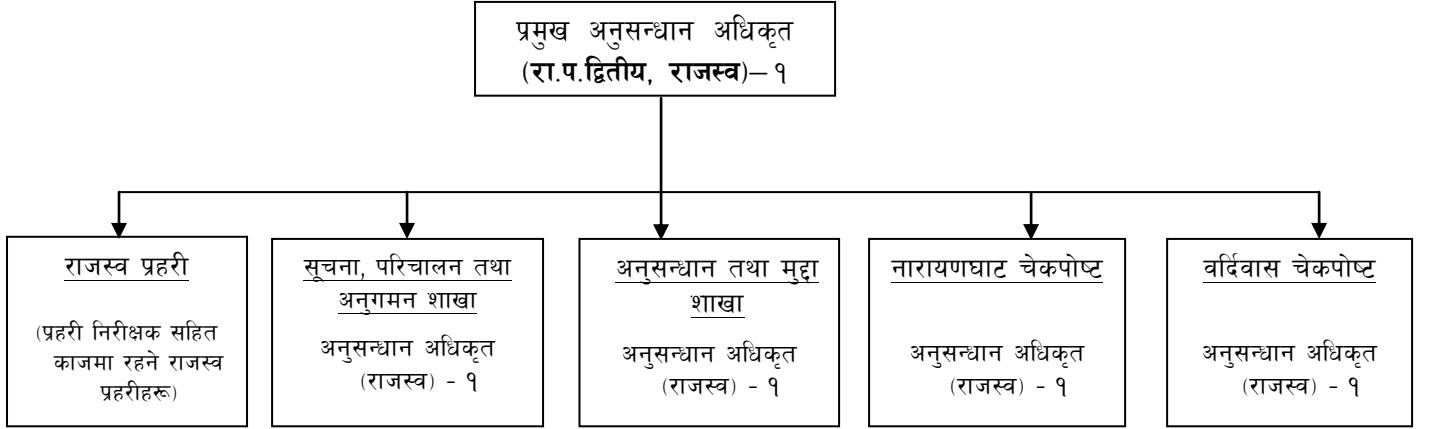 प्रमुख अनुसन्धान अधिकृत
(रा.प.द्वितीय, राजस्व)– १
राजस्व प्रहरी
(प्रहरी निरीक्षक सहित
काजमा रहने राजस्व
प्रहरीहरू)
सूचना, परिचालन तथा
अनुगमन शाखा
अनुसन्धान अधिकृत
(राजस्व) - १
अनुसन्धान तथा मुद्दा
शाखा
अनुसन्धान अधिकृत
(राजस्व) - १
नारायणघाट चेकपोष्ट
अनुसन्धान अधिकृत
(राजस्व) - १
वर्दिवास चेकपोष्ट
अनुसन्धान अधिकृत
(राजस्व) - १